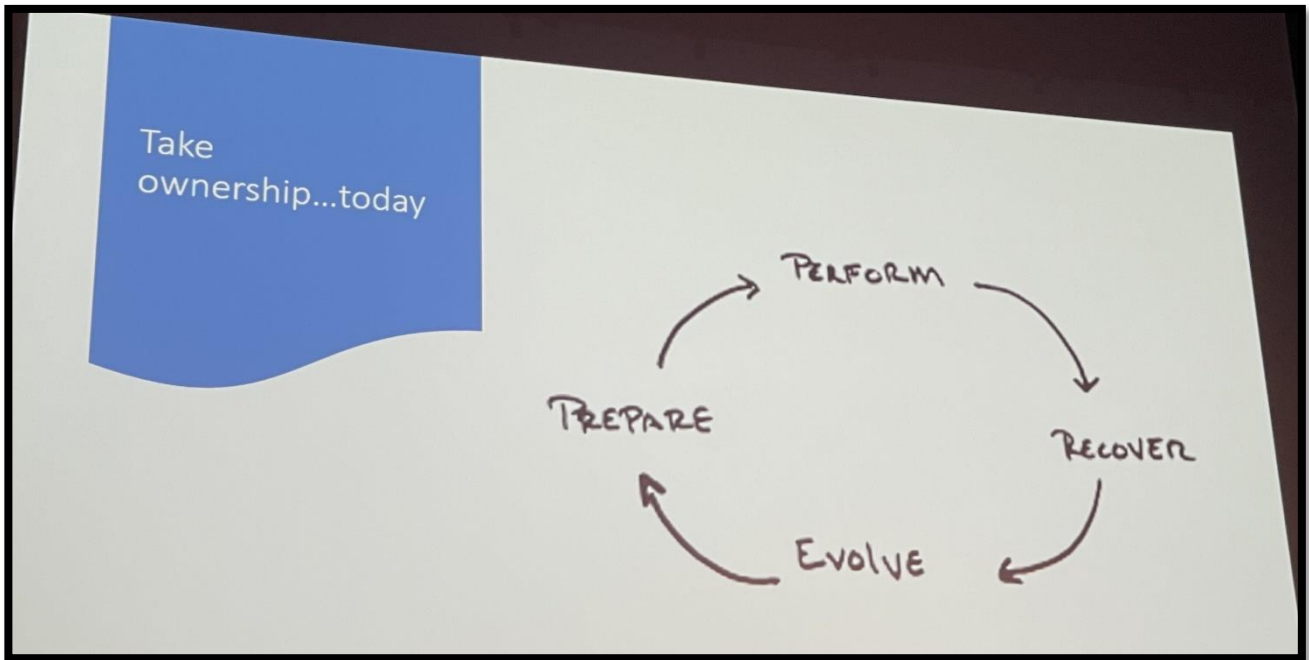 Take
ownership...today
PERFORM
PREPARE
RECOVER
EVOLVE